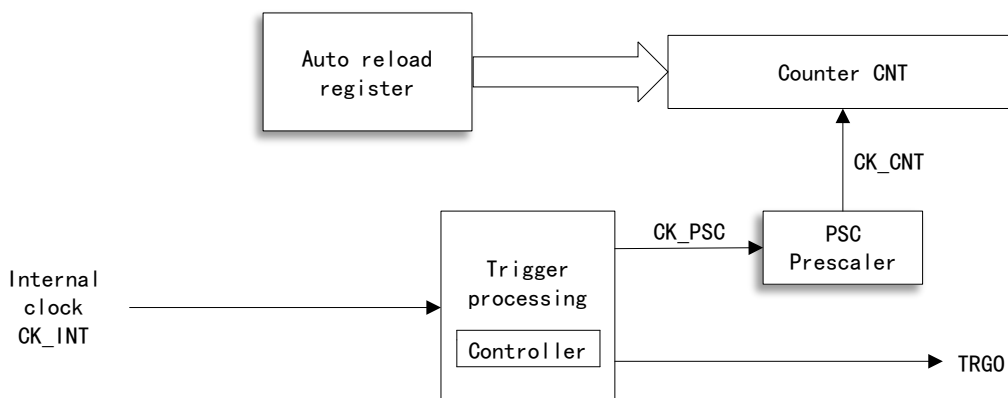 Auto reload
register
Counter CNT
CK_CNT
CK_PSC
PSC
Prescaler
Internal
clock
CK_INT
Trigger
processing
Controller
TRGO